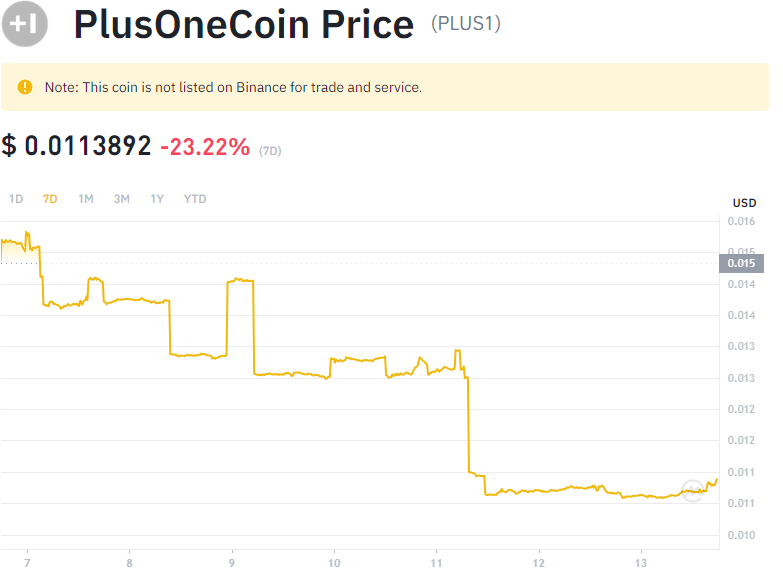 +1
PlusOneCoin Price (PLUS1)
Note: This coin is not listed on Binance for trade and service.
$ 0.0113892 -23.22% (7D)
1D 7D 1M 3M 1Y YTD
USD
0.016
0.015
0.015
0.014
0.014
0.013
0.013
0.012
0.012
0.011
0.011
0.010
7 8 9 10 11 12 13